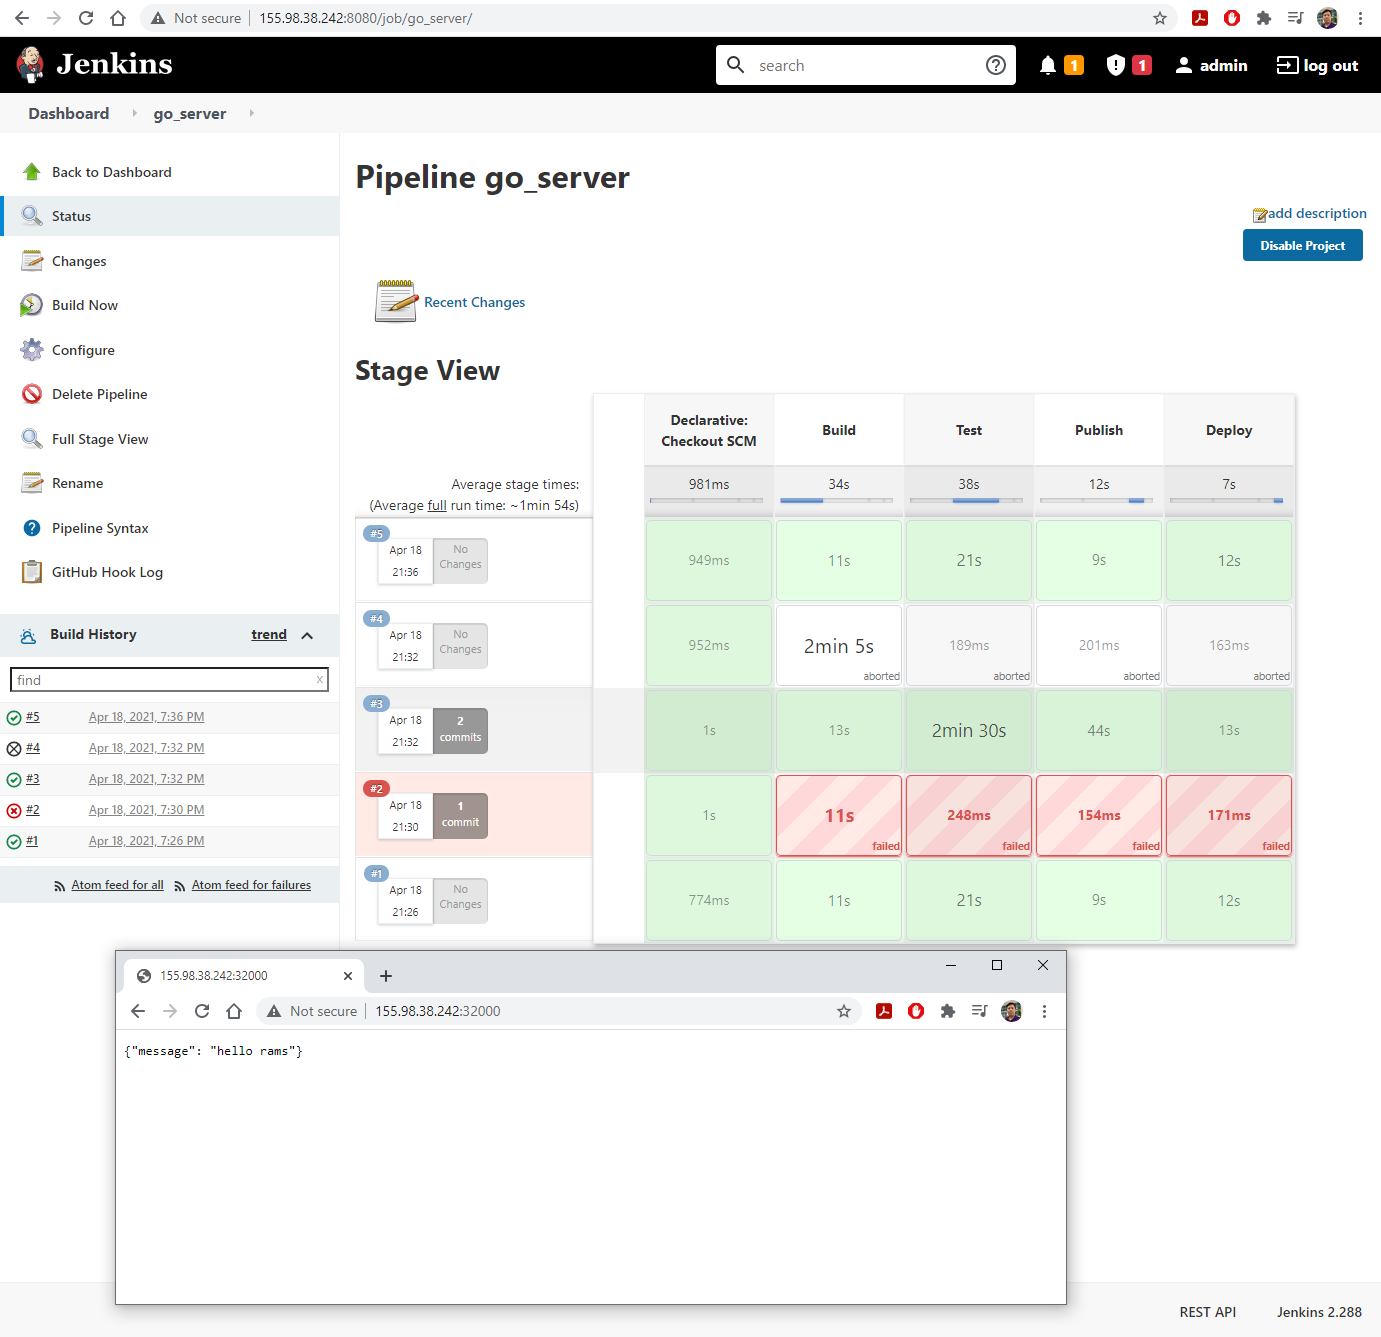 Not secure | 155.98.38.242:8080/job/go_server/
Jenkins
search
1
1
admin
log out
Dashboard
go_server
Back to Dashboard
Status
Changes
Build Now
Configure
Delete Pipeline
Full Stage View
Rename
Pipeline Syntax
GitHub Hook Log
Build History
trend
find
x
#5 Apr 18, 2021, 7:36 PM
#4 Apr 18, 2021, 7:32 PM
#3 Apr 18, 2021, 7:32 PM
#2 Apr 18, 2021, 7:30 PM
#1 Apr 18, 2021, 7:26 PM
Atom feed for all
Atom feed for failures
Pipeline go_server
add description
Disable Project
Recent Changes
Stage View
Declarative:
Checkout SCM
Build
Test
Publish
Deploy
Average stage times:
(Average full run time: ~1min 54s)
981ms
34s
38s
12s
7s
#5
Apr 18
21:36
No
Changes
949ms
11s
21s
9s
12s
#4
Apr 18
21:32
No
Changes
952ms
2min 5s
aborted
189ms
aborted
201ms
aborted
163ms
aborted
#3
Apr 18
21:32
2
commits
1s
13s
2min 30s
44s
13s
#2
Apr 18
21:30
1
commit
1s
11s
failed
248ms
failed
154ms
failed
171ms
failed
#1
Apr 18
21:26
No
Changes
774ms
11s
21s
9s
12s
155.98.38.242:32000
Not secure | 155.98.38.242:32000
{"message": "hello rams"}
REST API
Jenkins 2.288